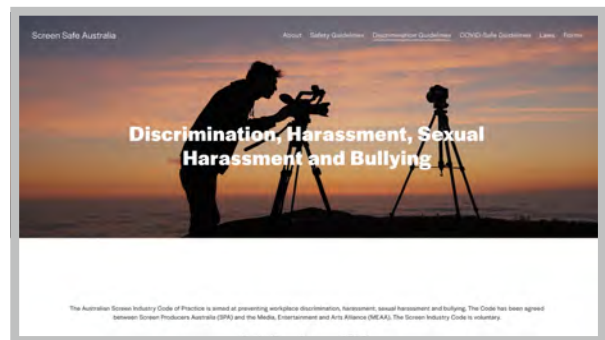 Screen Safe Australia
About Safety Guidelines Discrimination Guidelines COVID-Safe Guidelines Laws Forms
Discrimination, Harassment, Sexual
Harassment and Bullying
The Australian Screen Industry Code of Practice is aimed at preventing workplace discrimination, harassment, sexual harassment and bullying. The Code has been agreed
between Screen Producers Australia (SPA) and the Media, Entertainment and Arts Alliance (MEAA). The Screen Industry Code is voluntary.